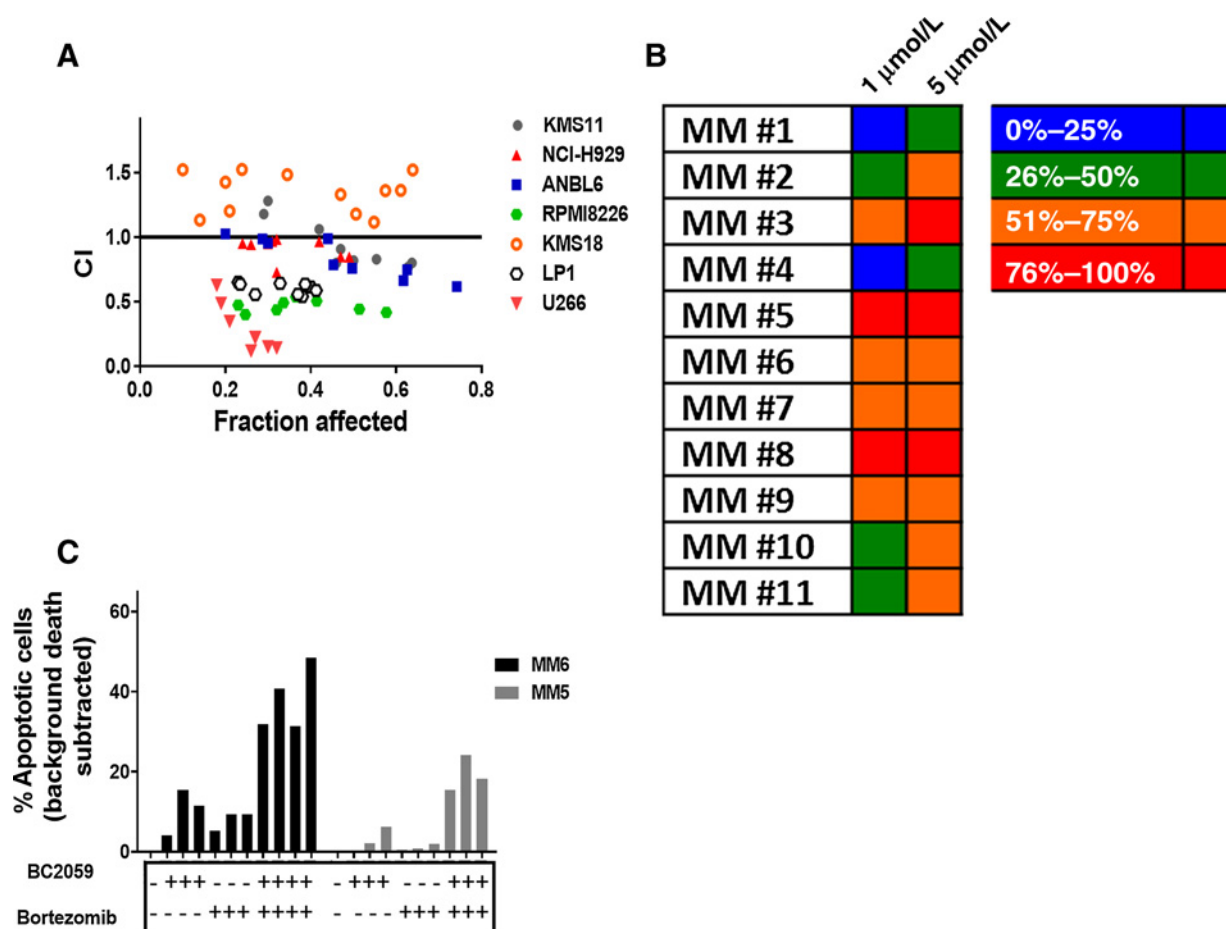 A
CI
1.5
1.0
0.5
0.0
0.0 0.2 0.4 0.6 0.8
Fraction affected
KMS11
NCI-H929
ANBL6
RPMI8226
KMS18
LP1
U266
B
1 μmol/L 5 μmol/L
MM #1
MM #2
MM #3
MM #4
MM #5
MM #6
MM #7
MM #8
MM #9
MM #10
MM #11
0%–25%
26%–50%
51%–75%
76%–100%
C
% Apoptotic cells
(background death
subtracted)
60
40
20
0
MM6
MM5
BC2059 - +++ --- ++++ - +++ --- +++
Bortezomib ---- +++ ++++ - --- +++ +++